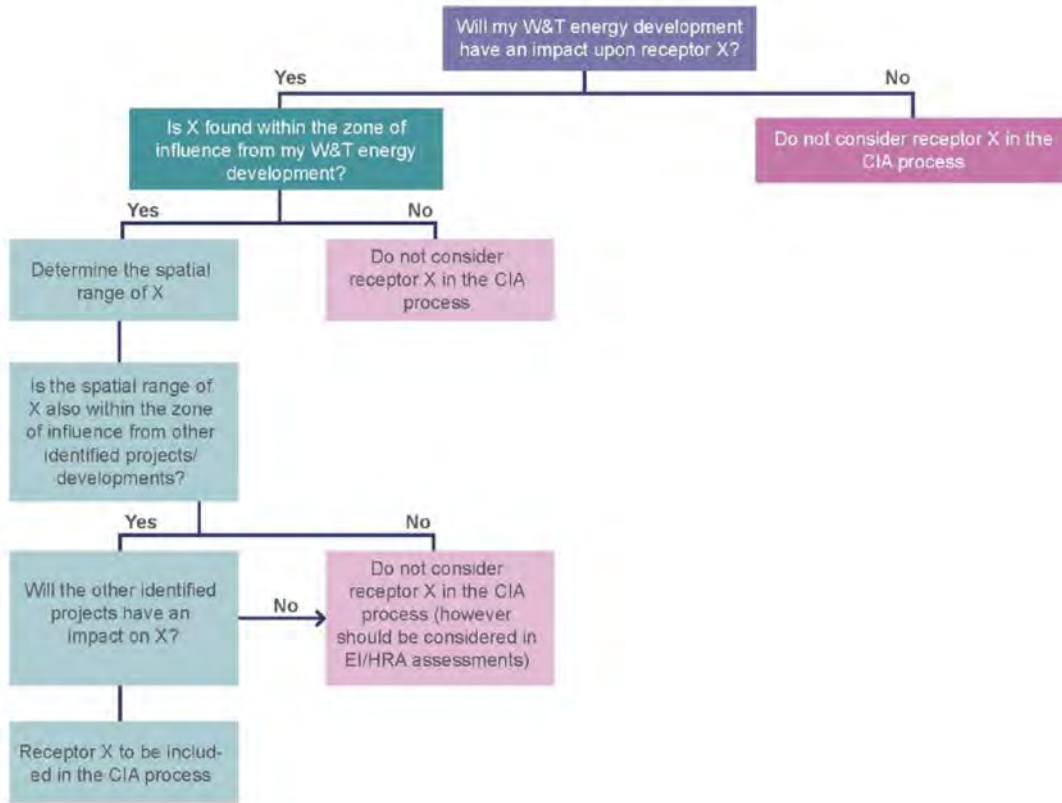 Will my W&T energy development
have an impact upon receptor X?
Yes
No
Is X found within the zone of
influence from my W&T energy
development?
Do not consider receptor X in the
CIA process
Yes
No
Determine the spatial
range of X
Do not consider
receptor X in the CIA
process
Is the spatial range of
X also within the zone
of influence from other
identified projects/
developments?
Yes
No
Will the other identified
projects have an
impact on X?
No
Do not consider
receptor X in the CIA
process (however
should be considered in
EI/HRA assessments)
Receptor X to be includ-
ed in the CIA process